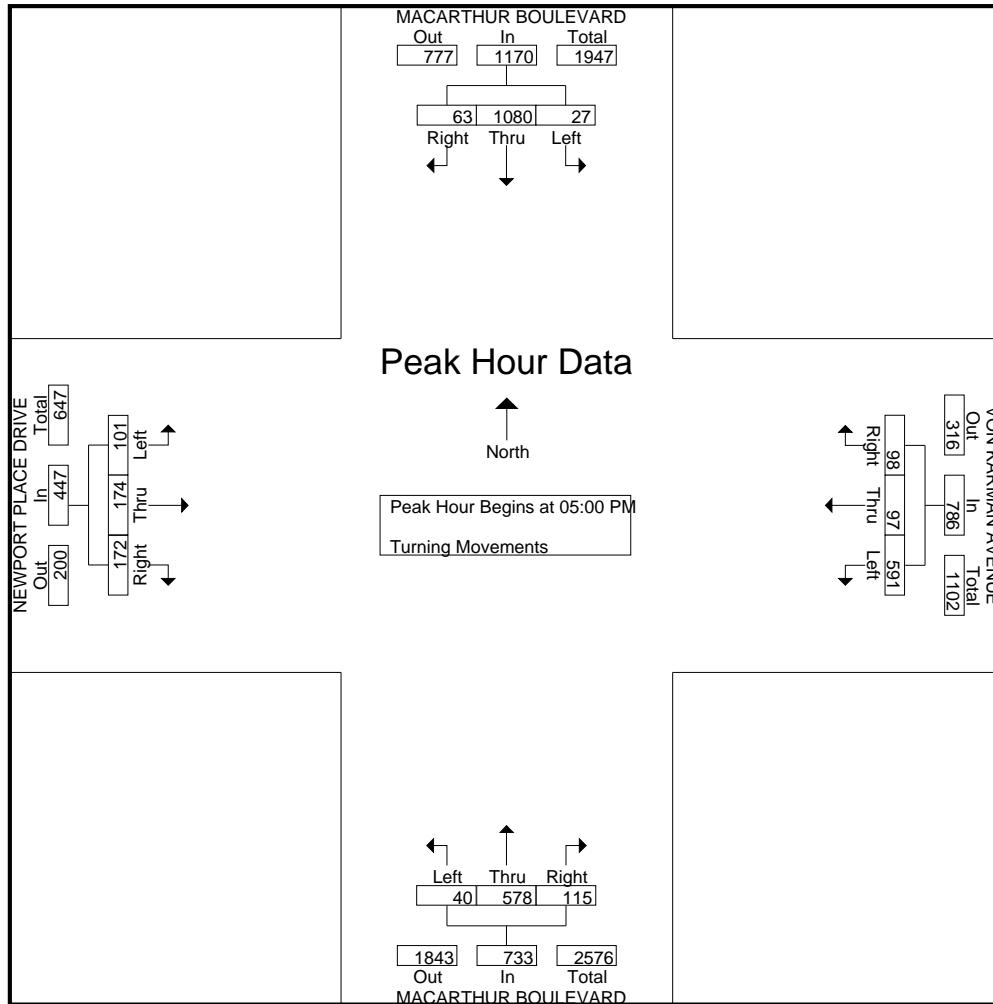 MACARTHUR BOULEVARD
Out In Total
777 1170 1947
63 1080 27
Right Thru Left
Peak Hour Data
North
Peak Hour Begins at 05:00 PM
Turning Movements
NEWPORT PLACE DRIVE
Out In Total
200 447 647
172 174 101
Right Thru Left
VON KARMAN AVENUE
Out In Total
316 786 1102
98 97 591
Right Thru Left
Left Thru Right
40 578 115
1843 733 2576
Out In Total
MACARTHUR BOULEVARD